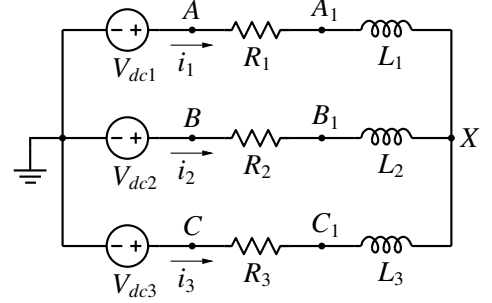 A A₁
- +
V_dc1 i₁ R₁ L₁
B B₁ X
- +
V_dc2 i₂ R₂ L₂
C C₁
- +
V_dc3 i₃ R₃ L₃